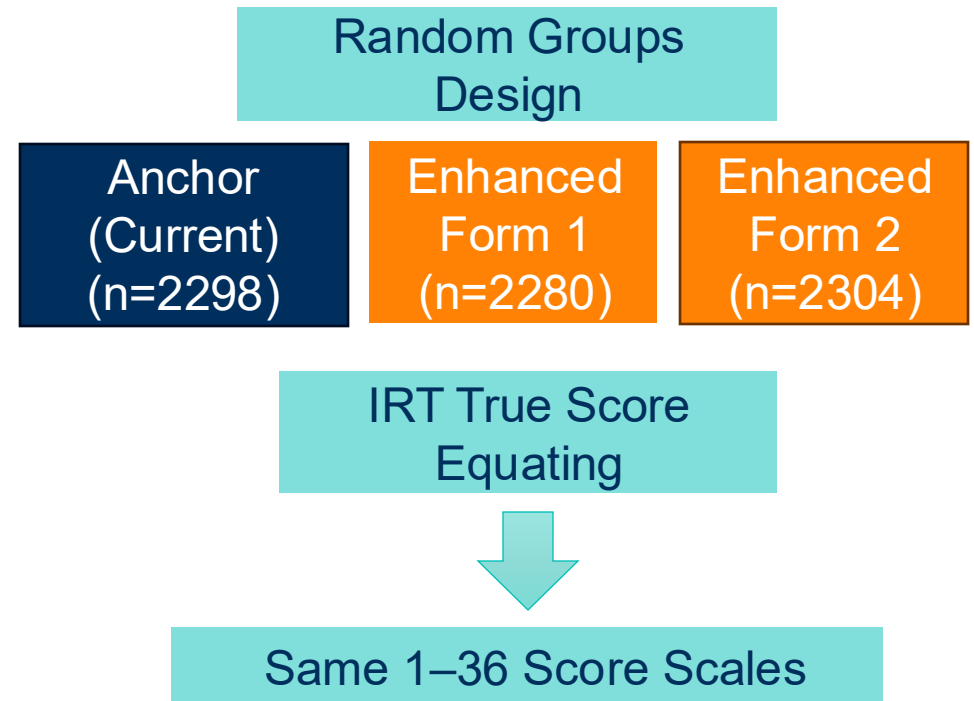 Random Groups
Design
Anchor
(Current)
(n=2298)
Enhanced
Form 1
(n=2280)
Enhanced
Form 2
(n=2304)
IRT True Score
Equating
Same 1–36 Score Scales